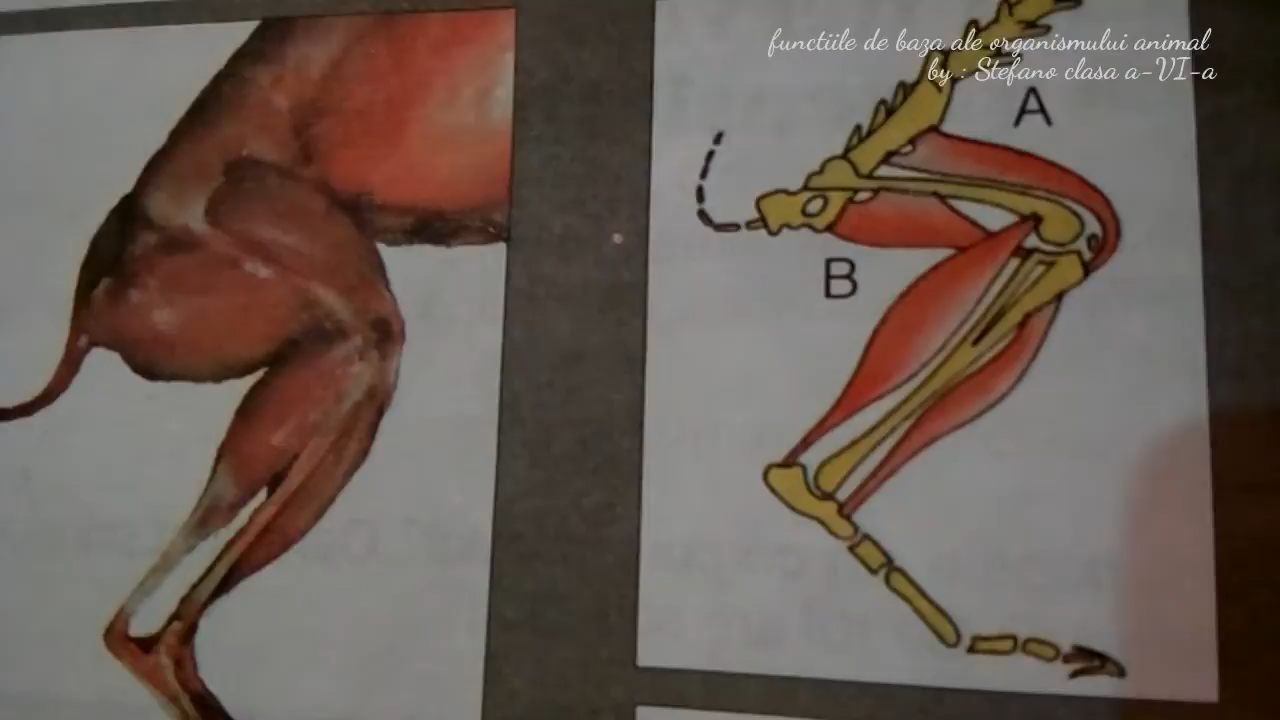 functiile de baza ale organismului animal
by : Stefano clasa a-VI-a
A
B